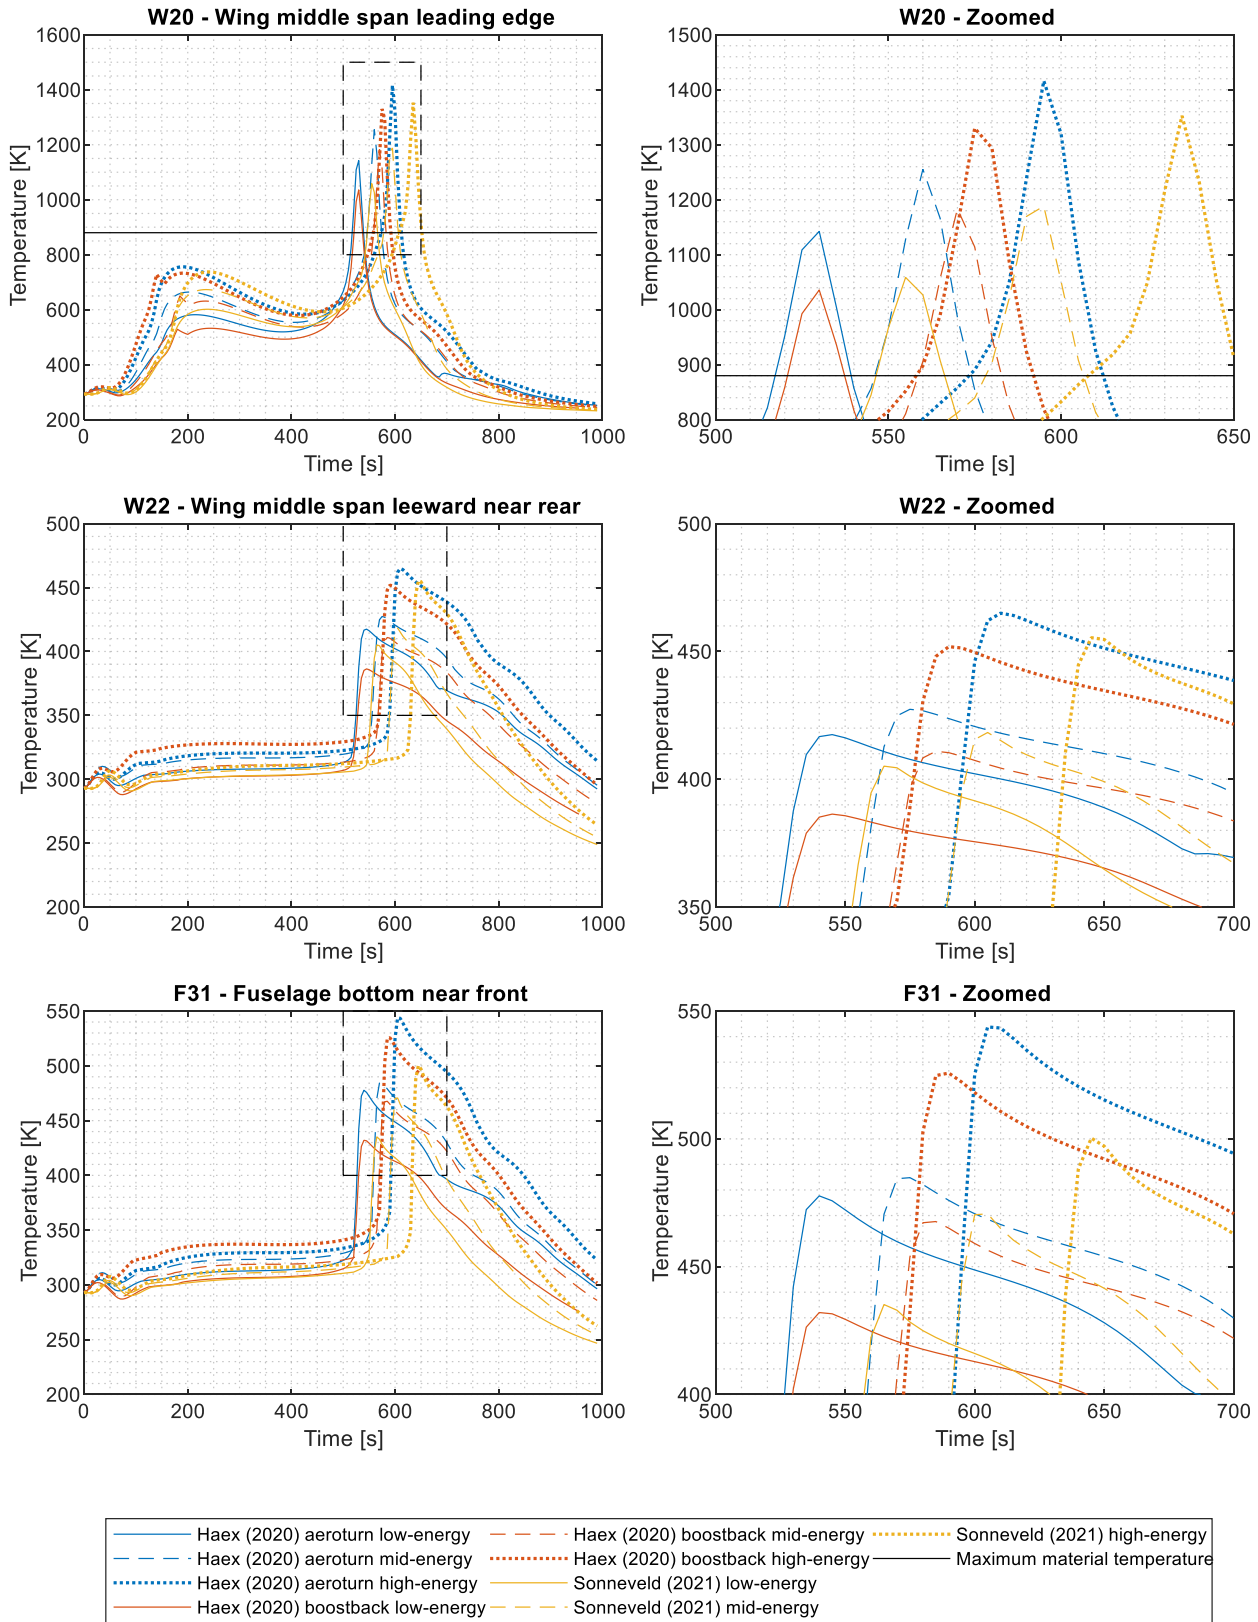 W20 - Wing middle span leading edge
1600
1400
1200
1000
800
600
400
200
Temperature [K]
0 200 400 600 800 1000
Time [s]
W20 - Zoomed
1500
1400
1300
1200
1100
1000
900
800
Temperature [K]
500 550 600 650
Time [s]
W22 - Wing middle span leeward near rear
500
450
400
350
300
250
200
Temperature [K]
0 200 400 600 800 1000
Time [s]
W22 - Zoomed
500
450
400
350
Temperature [K]
500 550 600 650 700
Time [s]
F31 - Fuselage bottom near front
550
500
450
400
350
300
250
200
Temperature [K]
0 200 400 600 800 1000
Time [s]
F31 - Zoomed
550
500
450
400
Temperature [K]
500 550 600 650 700
Time [s]
Haex (2020) aeroturn low-energy
Haex (2020) aeroturn mid-energy
Haex (2020) aeroturn high-energy
Haex (2020) boostback low-energy
Haex (2020) boostback mid-energy
Haex (2020) boostback high-energy
Sonneveld (2021) low-energy
Sonneveld (2021) mid-energy
Sonneveld (2021) high-energy
Maximum material temperature